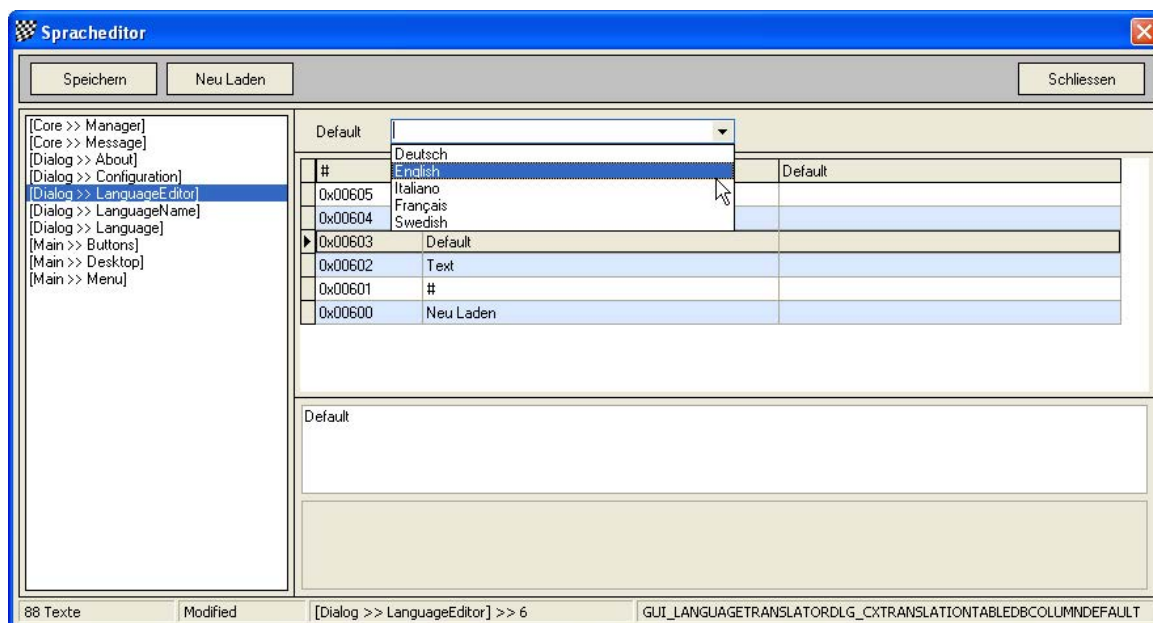 Spracheditor
Speichern Neu Laden Schliessen
[Core >> Manager]
[Core >> Message]
[Dialog >> About]
[Dialog >> Configuration]
[Dialog >> LanguageEditor]
[Dialog >> LanguageName]
[Dialog >> Language]
[Main >> Buttons]
[Main >> Desktop]
[Main >> Menu]
Default
Deutsch
English
Italiano
Français
Swedish
# Default
0x00605
0x00604
0x00603 Default
0x00602 Text
0x00601 #
0x00600 Neu Laden
Default
88 Texte Modified [Dialog >> LanguageEditor] >> 6 GUI_LANGUAGETRANSLATORDLG_CXTRANSLATIONTABLEDBCOLUMNDEFAULT